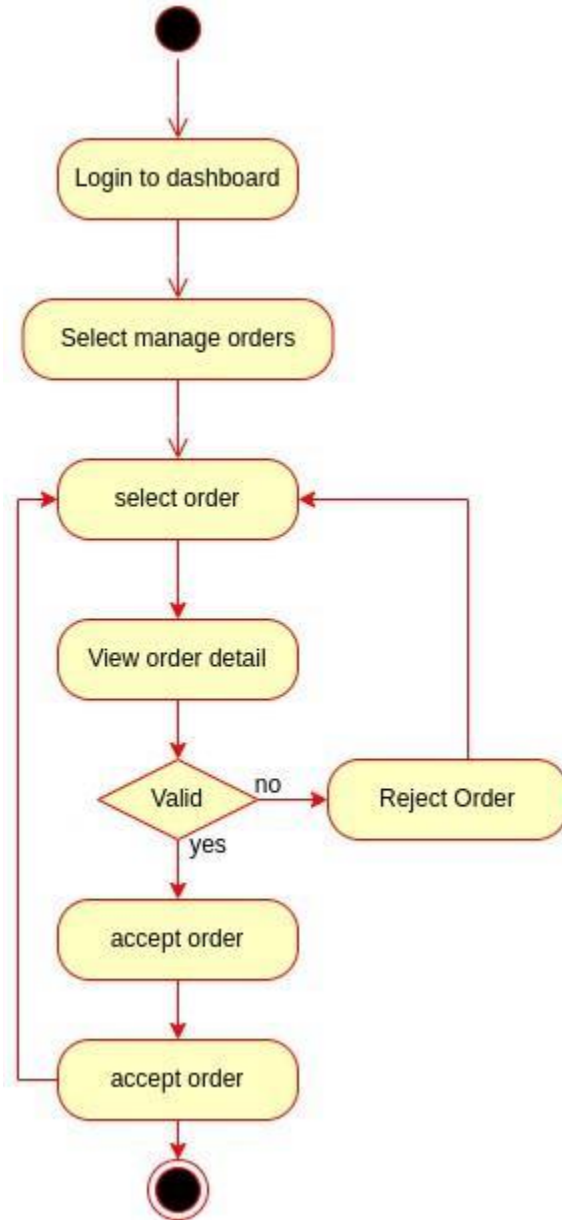 Login to dashboard
Select manage orders
select order
View order detail
Valid
no
Reject Order
yes
accept order
accept order